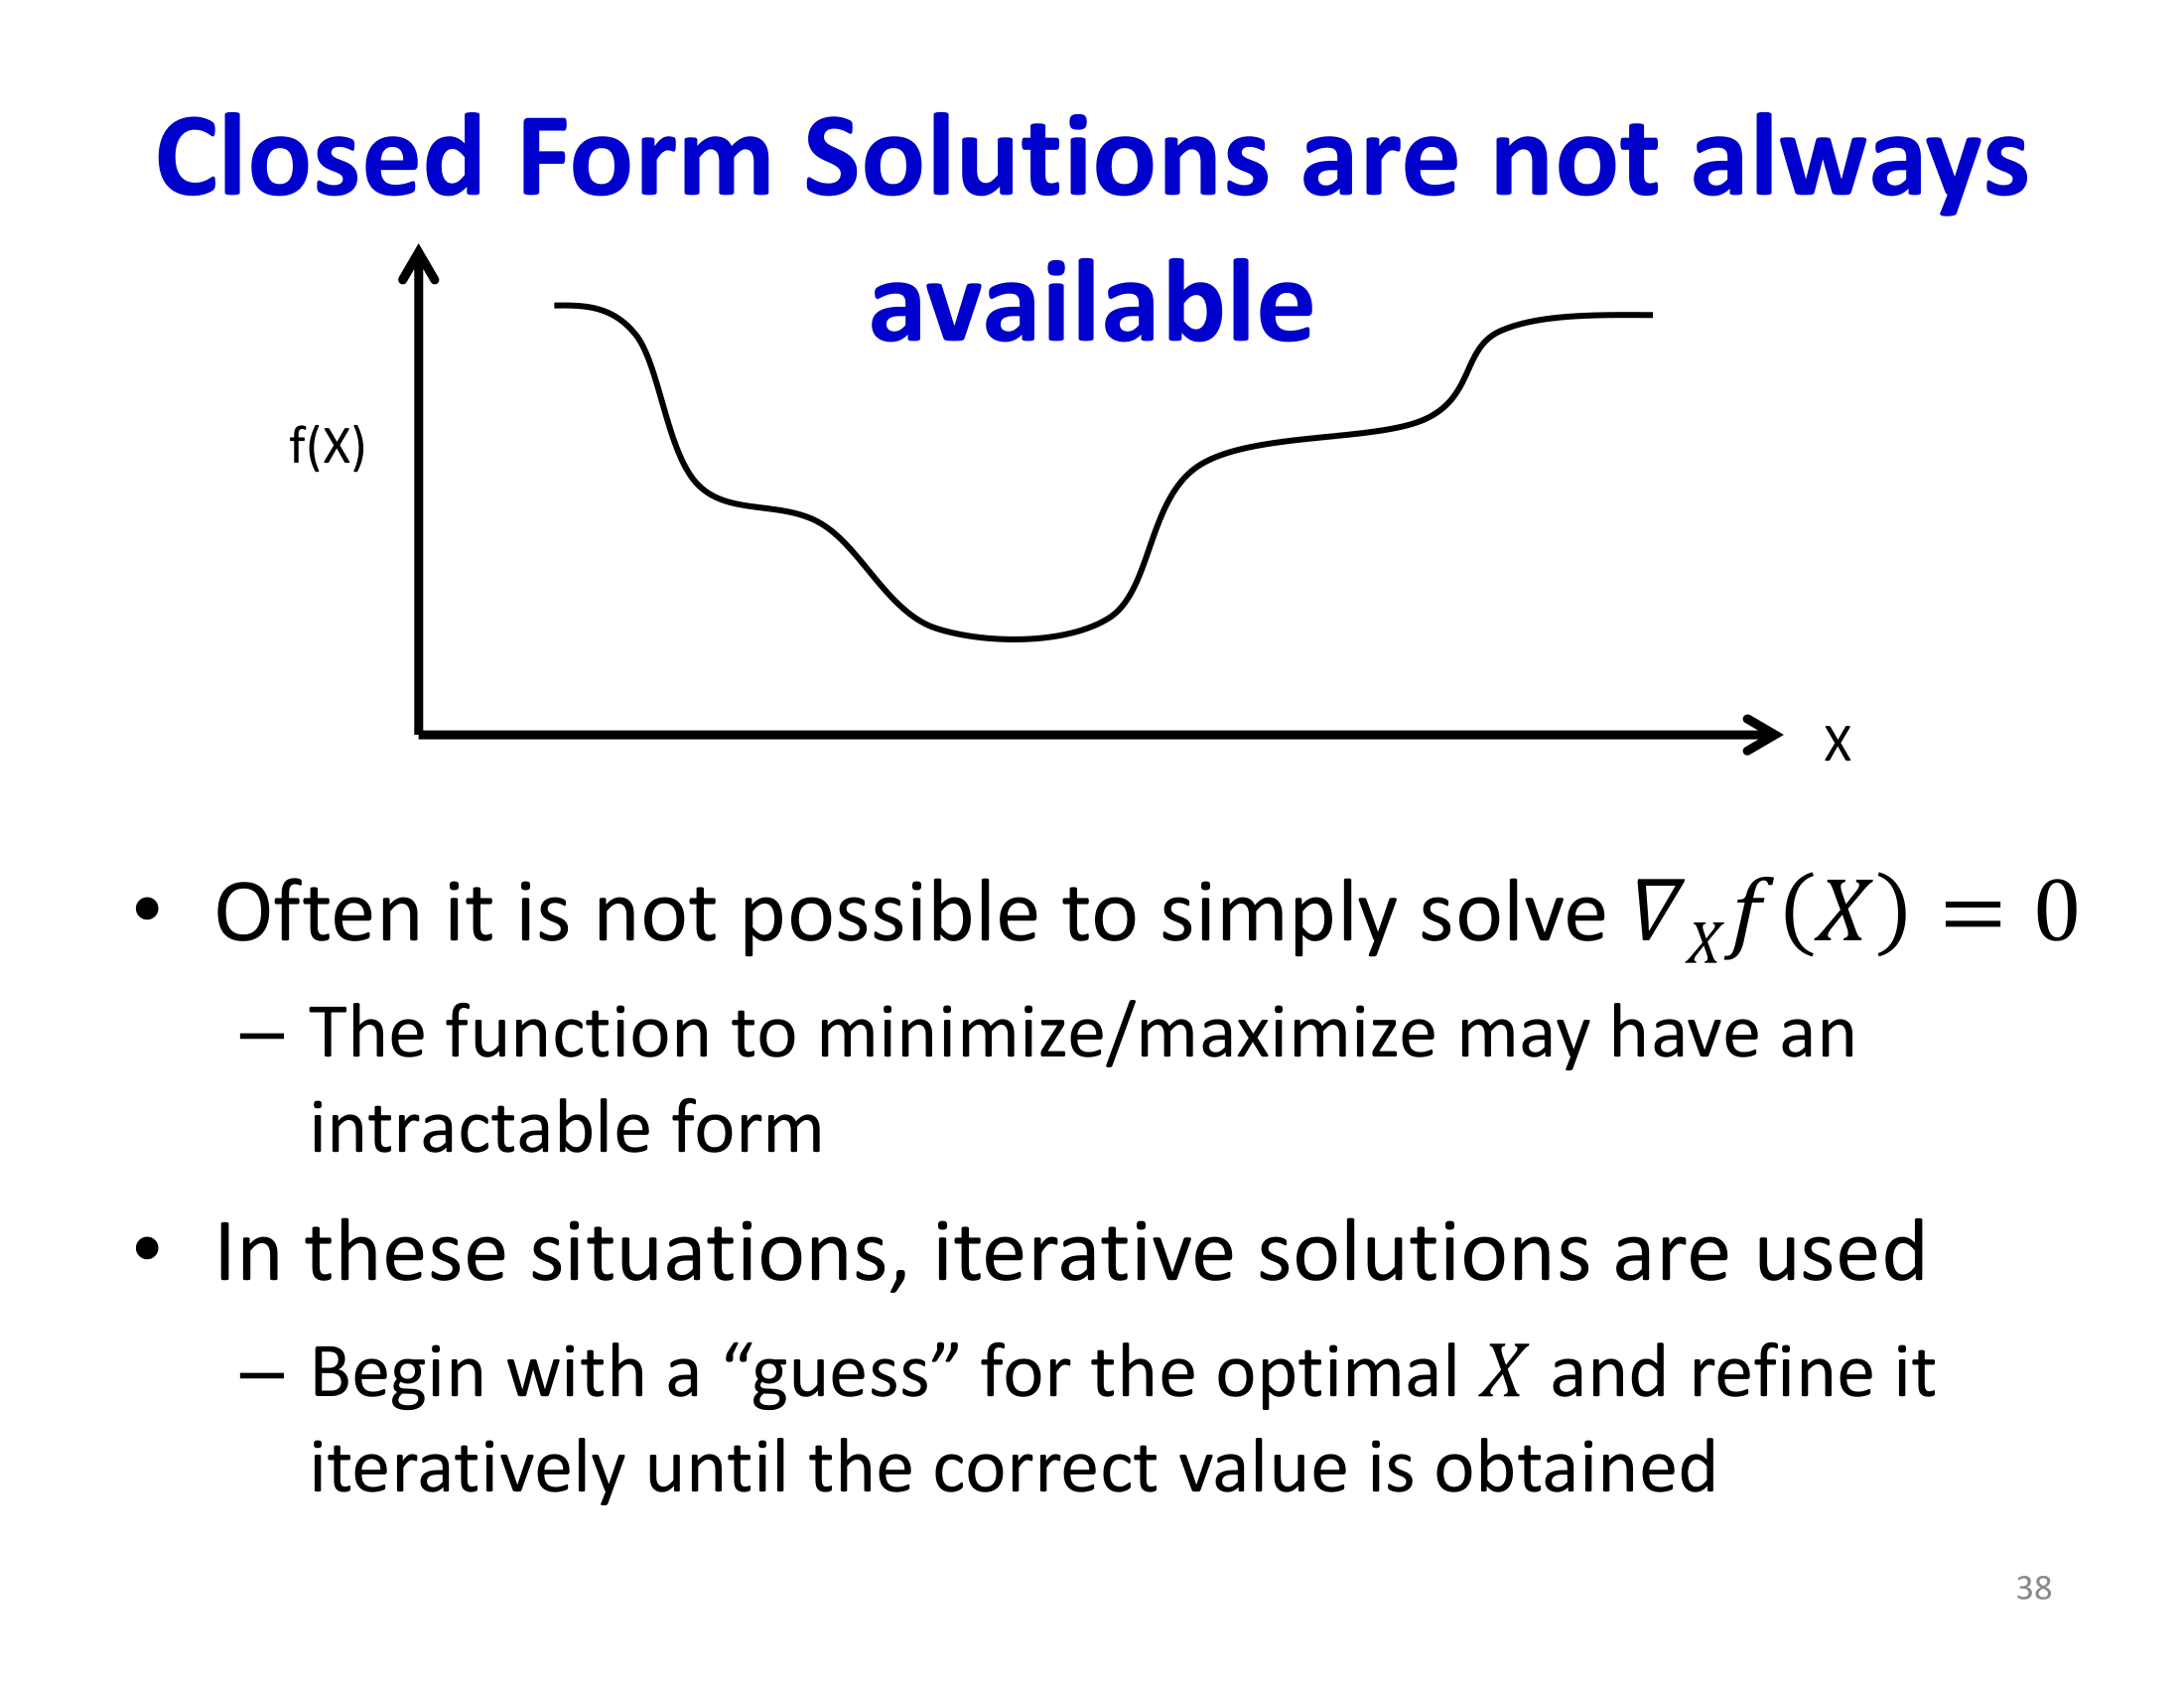 Closed Form Solutions are not always
available
f(X)
X
• Often it is not possible to simply solve ∇_X f(X) = 0
– The function to minimize/maximize may have an
intractable form
• In these situations, iterative solutions are used
– Begin with a “guess” for the optimal X and refine it
iteratively until the correct value is obtained
38